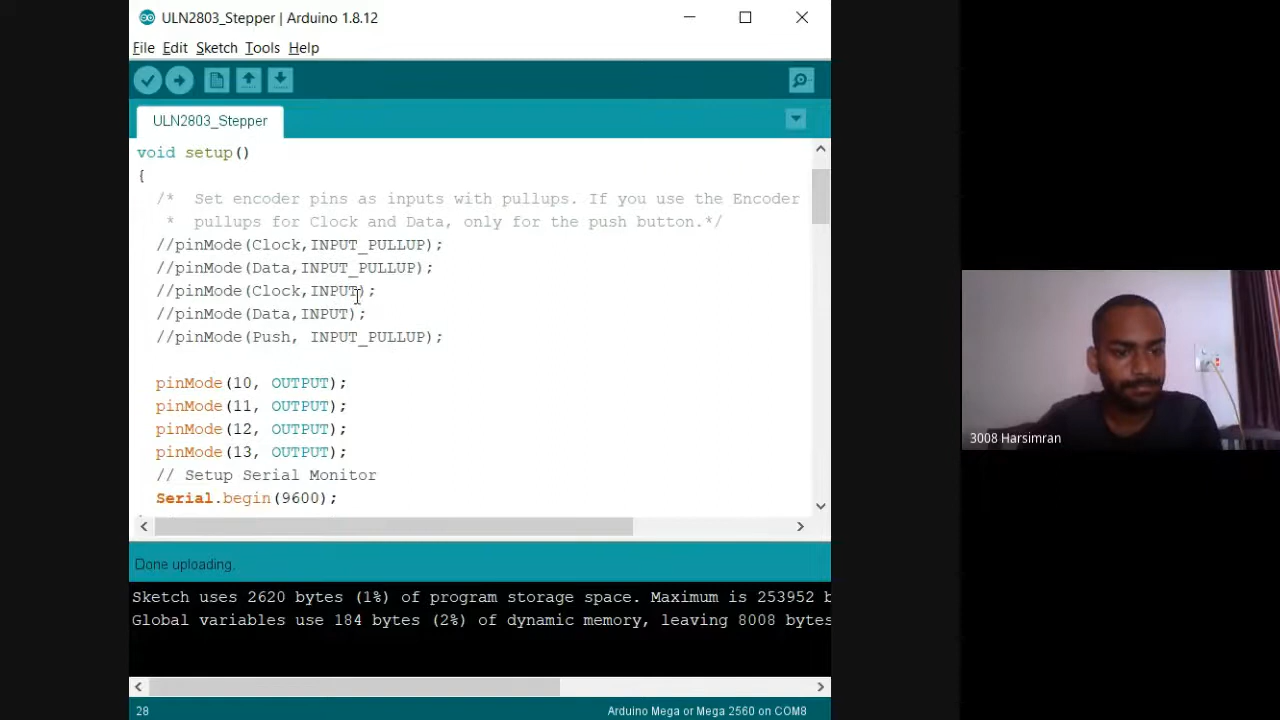 ULN2803_Stepper | Arduino 1.8.12
File Edit Sketch Tools Help
ULN2803_Stepper
void setup()
{
/*  Set encoder pins as inputs with pullups. If you use the Encoder
*  pullups for Clock and Data, only for the push button.*/
//pinMode(Clock,INPUT_PULLUP);
//pinMode(Data,INPUT_PULLUP);
//pinMode(Clock,INPUT);
//pinMode(Data,INPUT);
//pinMode(Push, INPUT_PULLUP);
pinMode(10, OUTPUT);
pinMode(11, OUTPUT);
pinMode(12, OUTPUT);
pinMode(13, OUTPUT);
// Setup Serial Monitor
Serial.begin(9600);
Done uploading.
Sketch uses 2620 bytes (1%) of program storage space. Maximum is 253952 b
Global variables use 184 bytes (2%) of dynamic memory, leaving 8008 bytes
28
Arduino Mega or Mega 2560 on COM8
3008 Harsimran